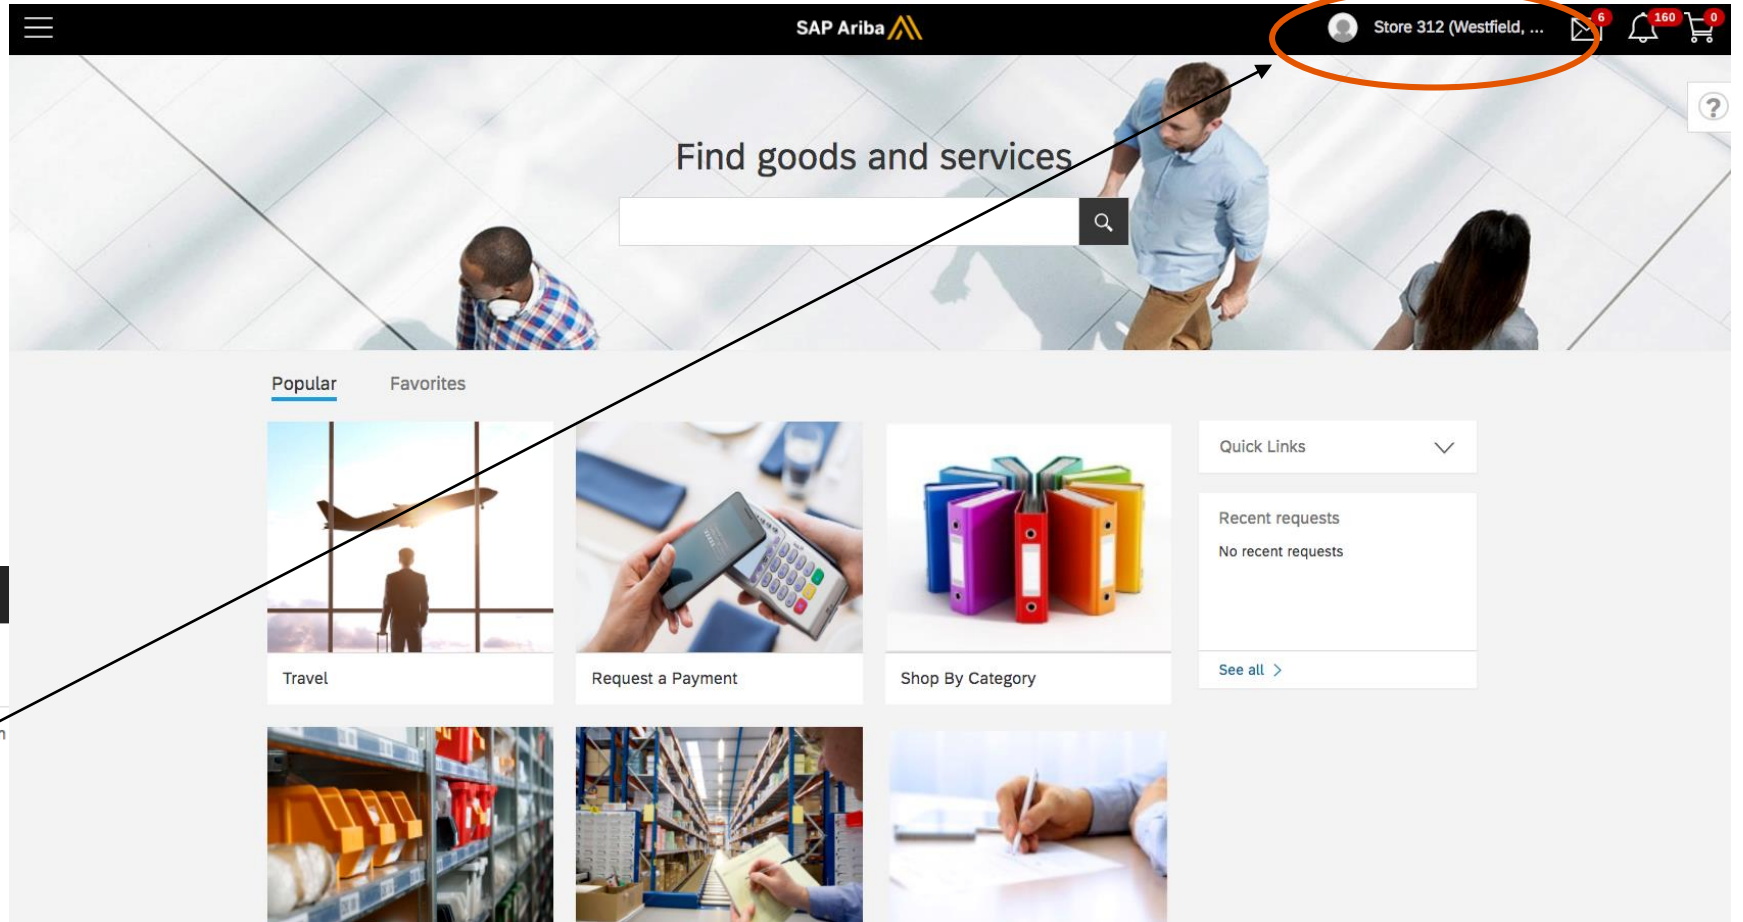 SAP Ariba
Store 312 (Westfield, ...
6
160
0
?
Find goods and services
Popular
Favorites
Quick Links
Recent requests
No recent requests
See all >
Travel
Request a Payment
Shop By Category